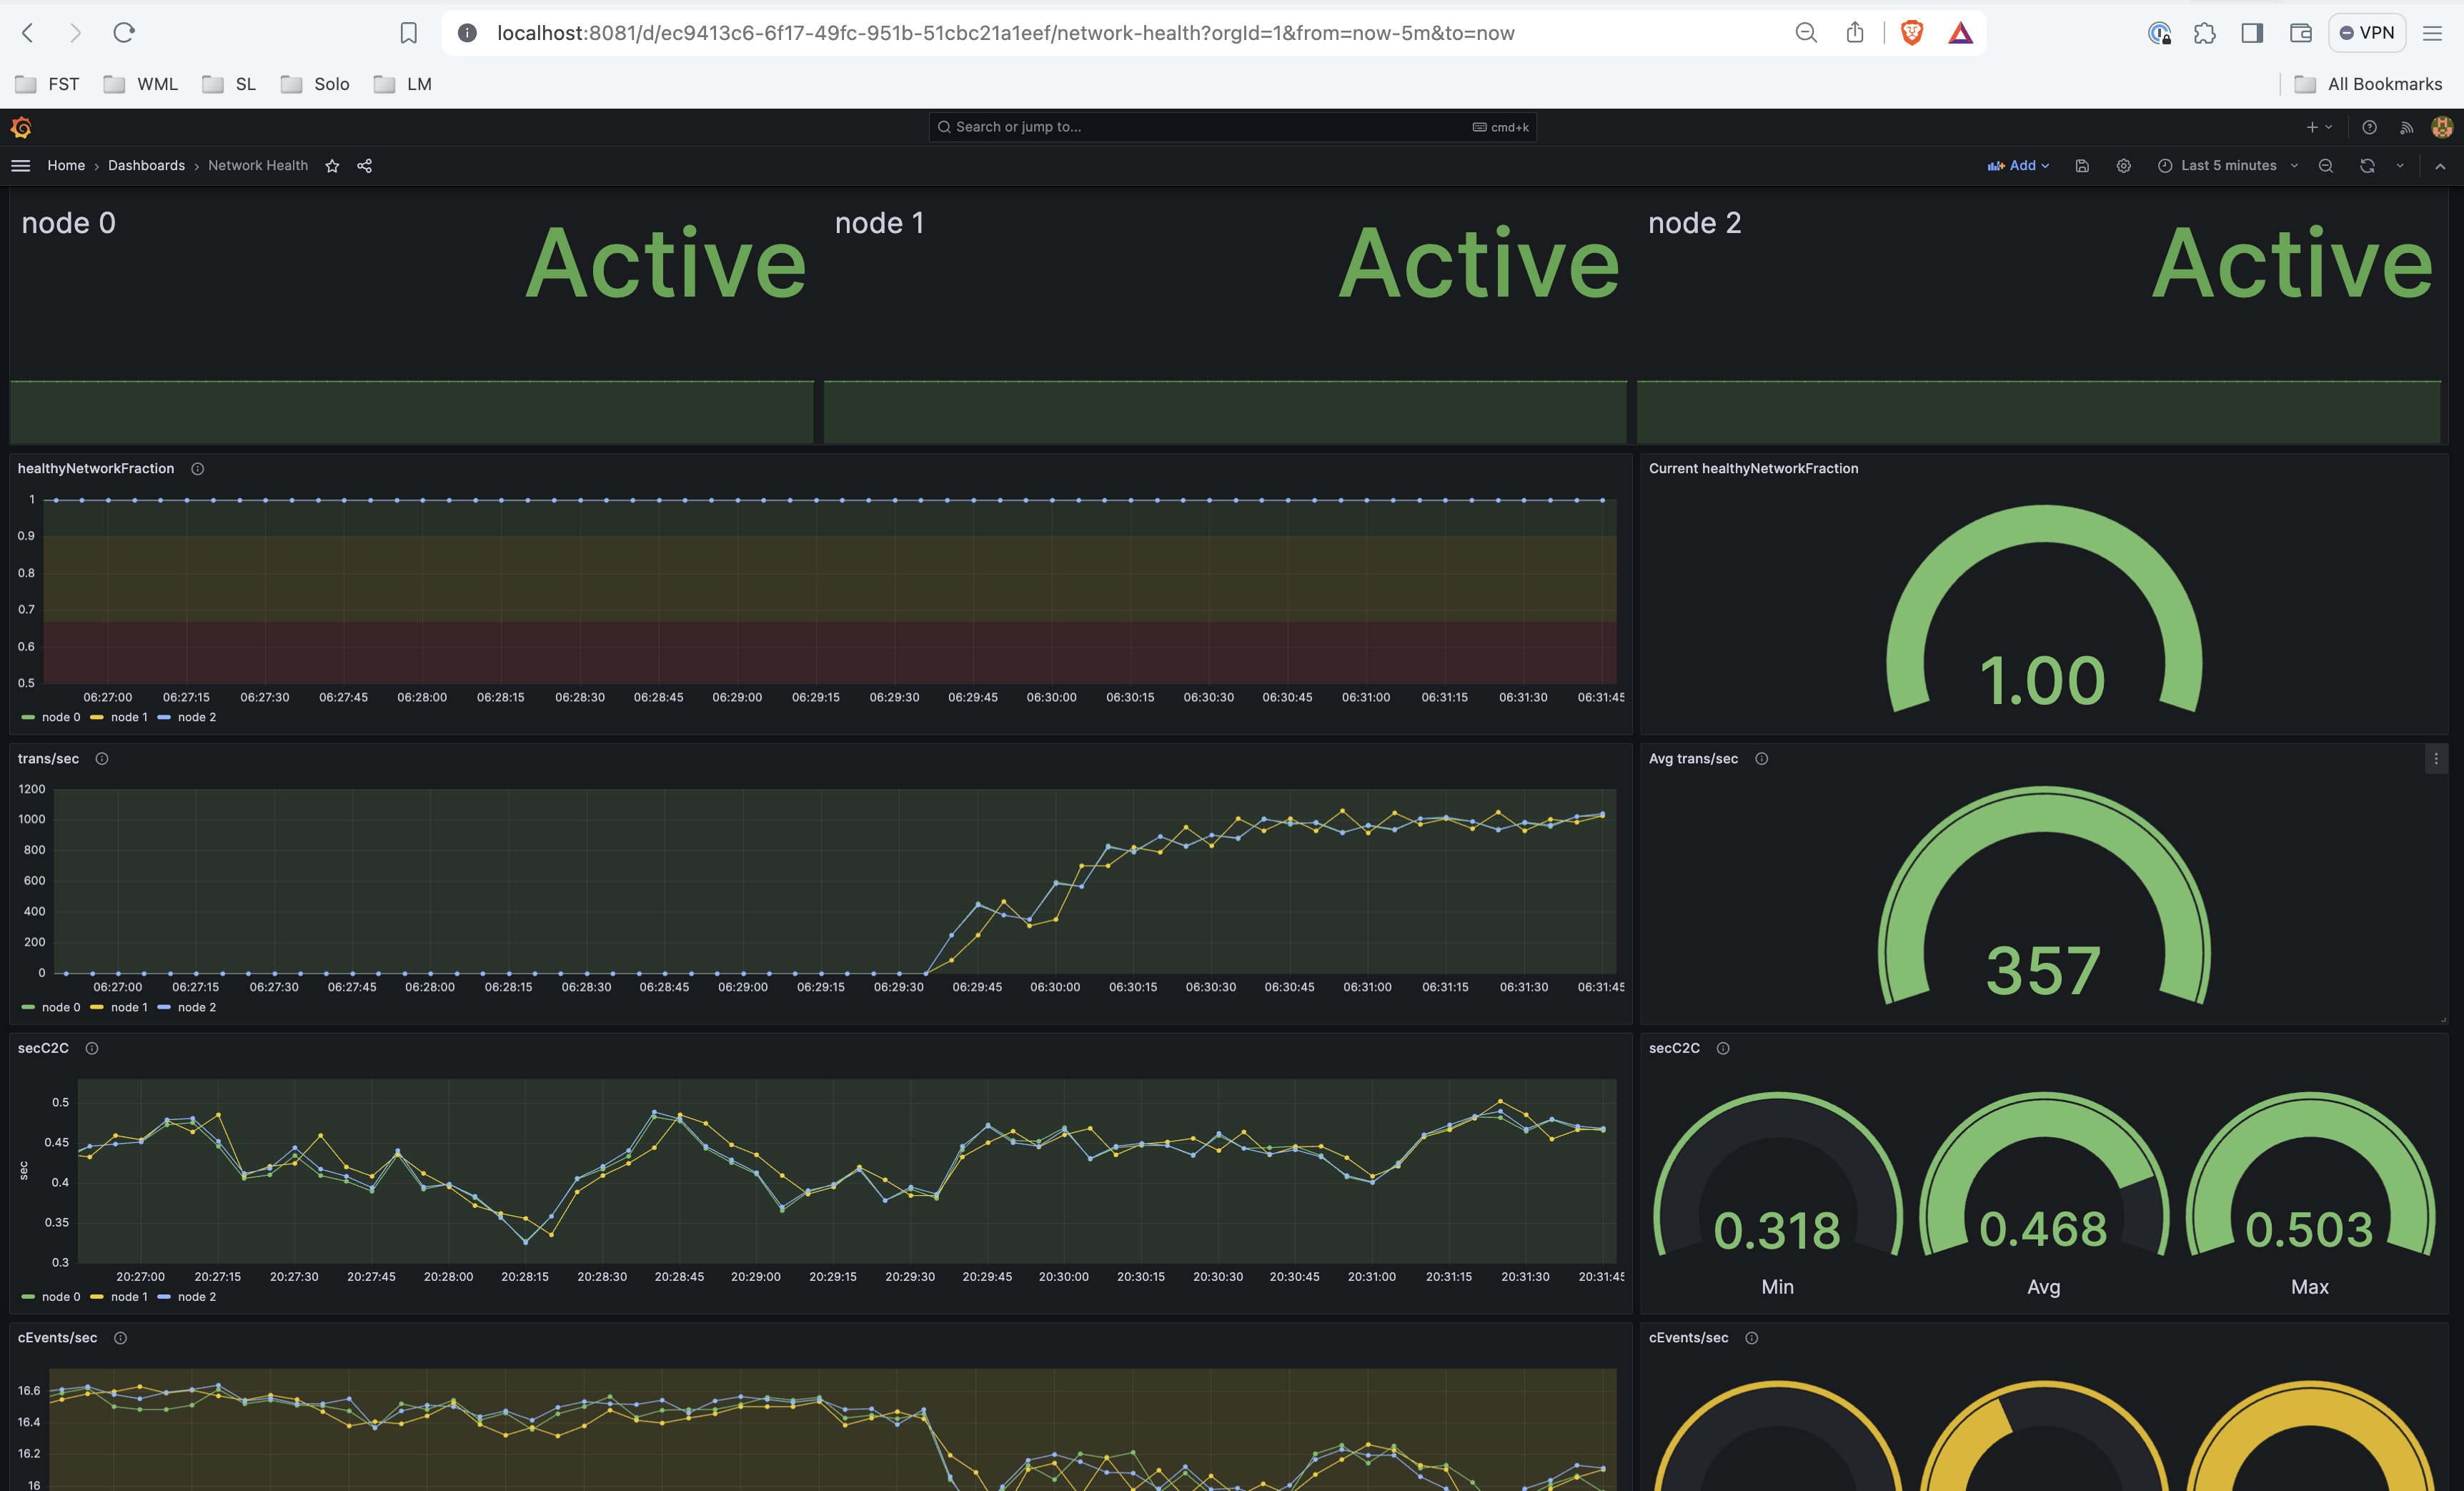 localhost:8081/d/ec9413c6-6f17-49fc-951b-51cbc21a1eef/network-health?orgId=1&from=now-5m&to=now
VPN
FST WML SL Solo LM All Bookmarks
Search or jump to... cmd+k
Home › Dashboards › Network Health Add Last 5 minutes
node 0 Active node 1 Active node 2 Active
healthyNetworkFraction
1
0.9
0.8
0.7
0.6
0.5
06:27:00 06:27:15 06:27:30 06:27:45 06:28:00 06:28:15 06:28:30 06:28:45 06:29:00 06:29:15 06:29:30 06:29:45 06:30:00 06:30:15 06:30:30 06:30:45 06:31:00 06:31:15 06:31:30 06:31:45
node 0 node 1 node 2
Current healthyNetworkFraction
1.00
trans/sec
1200
1000
800
600
400
200
0
06:27:00 06:27:15 06:27:30 06:27:45 06:28:00 06:28:15 06:28:30 06:28:45 06:29:00 06:29:15 06:29:30 06:29:45 06:30:00 06:30:15 06:30:30 06:30:45 06:31:00 06:31:15 06:31:30 06:31:45
node 0 node 1 node 2
Avg trans/sec
357
secC2C
sec
0.5
0.45
0.4
0.35
0.3
20:27:00 20:27:15 20:27:30 20:27:45 20:28:00 20:28:15 20:28:30 20:28:45 20:29:00 20:29:15 20:29:30 20:29:45 20:30:00 20:30:15 20:30:30 20:30:45 20:31:00 20:31:15 20:31:30 20:31:45
node 0 node 1 node 2
secC2C
0.318 0.468 0.503
Min Avg Max
cEvents/sec
16.6
16.4
16.2
16
cEvents/sec